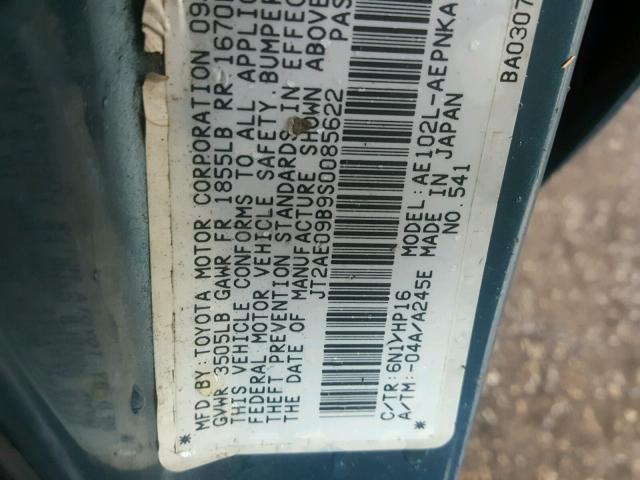 MFD BY: TOYOTA MOTOR CORPORATION
GVWR 3505LB GAWR FR 1855LB RR 1670
THIS VEHICLE CONFORMS TO ALL
FEDERAL MOTOR VEHICLE SAFETY, BUMPER
THEFT PREVENTION STANDARDS IN EFFEC
THE DATE OF MANUFACTURE SHOWN ABOVE
*JT2AE09B9S0085622* PAS
C/TR: 6N1/HP16 MODEL: AE102L-AEPNKA
A/TM: -04A/A245E MADE IN JAPAN
NO. 541
BA0307